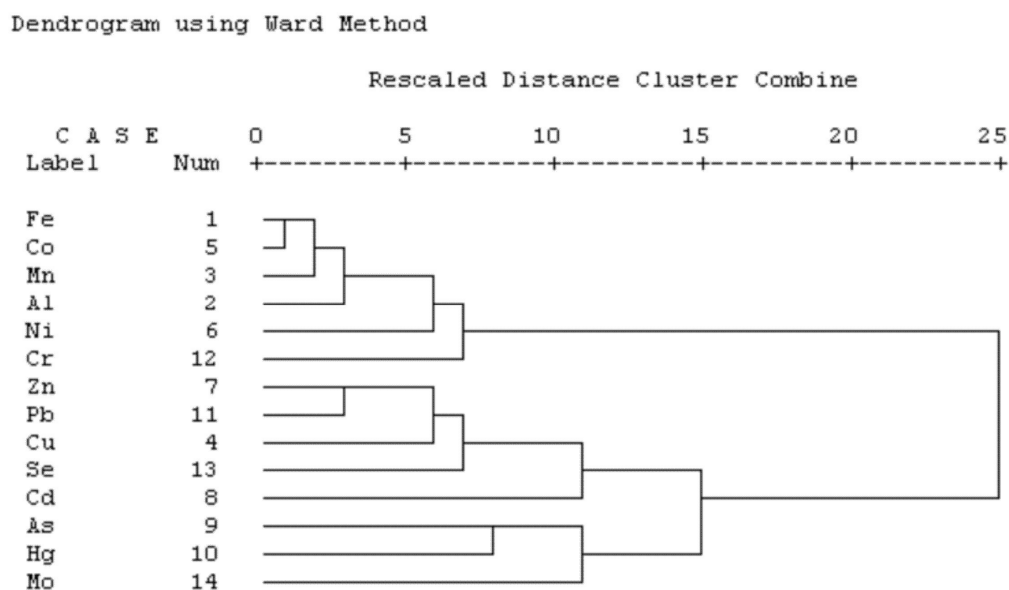 Dendrogram using Ward Method
Rescaled Distance Cluster Combine
C A S E 0 5 10 15 20 25
Label Num +---------+---------+---------+---------+---------+
Fe 1
Co 5
Mn 3
Al 2
Ni 6
Cr 12
Zn 7
Pb 11
Cu 4
Se 13
Cd 8
As 9
Hg 10
Mo 14